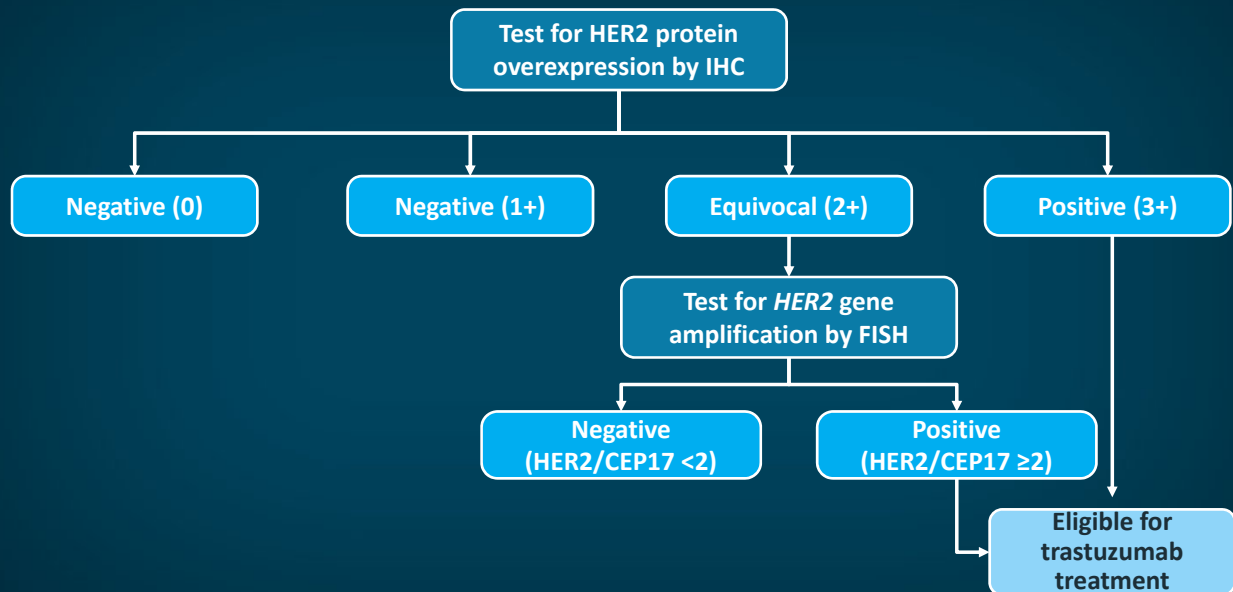 Test for HER2 protein
overexpression by IHC
Negative (0)
Negative (1+)
Equivocal (2+)
Positive (3+)
Test for HER2 gene
amplification by FISH
Negative
(HER2/CEP17 <2)
Positive
(HER2/CEP17 ≥2)
Eligible for
trastuzumab
treatment